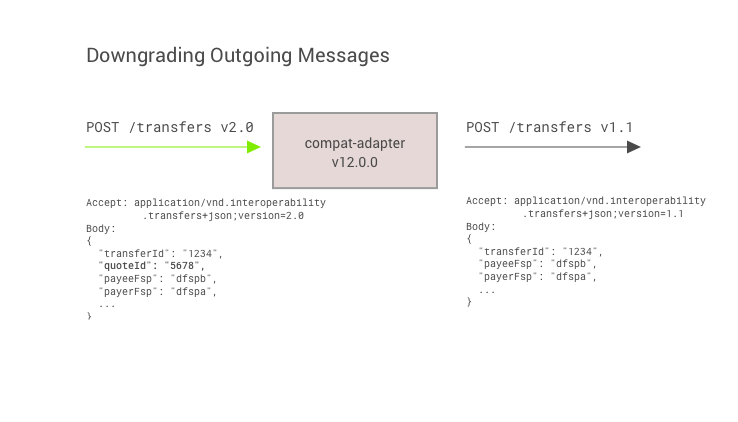 Downgrading Outgoing Messages
POST /transfers v2.0
compat-adapter
v12.0.0
POST /transfers v1.1
Accept: application/vnd.interoperability
.transfers+json;version=2.0
Body:
{
"transferId": "1234",
"quoteId": "5678",
"payeeFsp": "dfspb",
"payerFsp": "dfspa",
...
}
Accept: application/vnd.interoperability
.transfers+json;version=1.1
Body:
{
"transferId": "1234",
"payeeFsp": "dfspb",
"payerFsp": "dfspa",
...
}